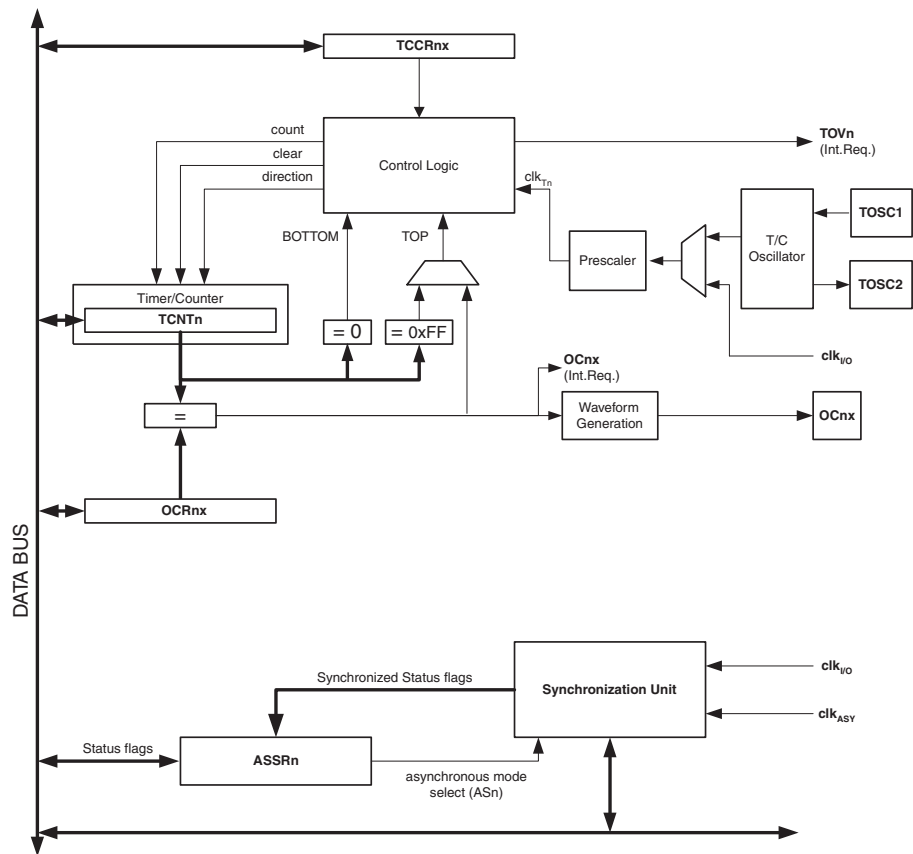 TCCRnx
count
clear
direction
Control Logic
TOVn
(Int.Req.)
clkTn
BOTTOM
TOP
TOSC1
T/C
Oscillator
Prescaler
TOSC2
Timer/Counter
TCNTn
= 0
= 0xFF
clkI/O
OCnx
(Int.Req.)
=
Waveform
Generation
OCnx
OCRnx
DATA BUS
Synchronized Status flags
Synchronization Unit
clkI/O
clkASY
Status flags
ASSRn
asynchronous mode
select (ASn)